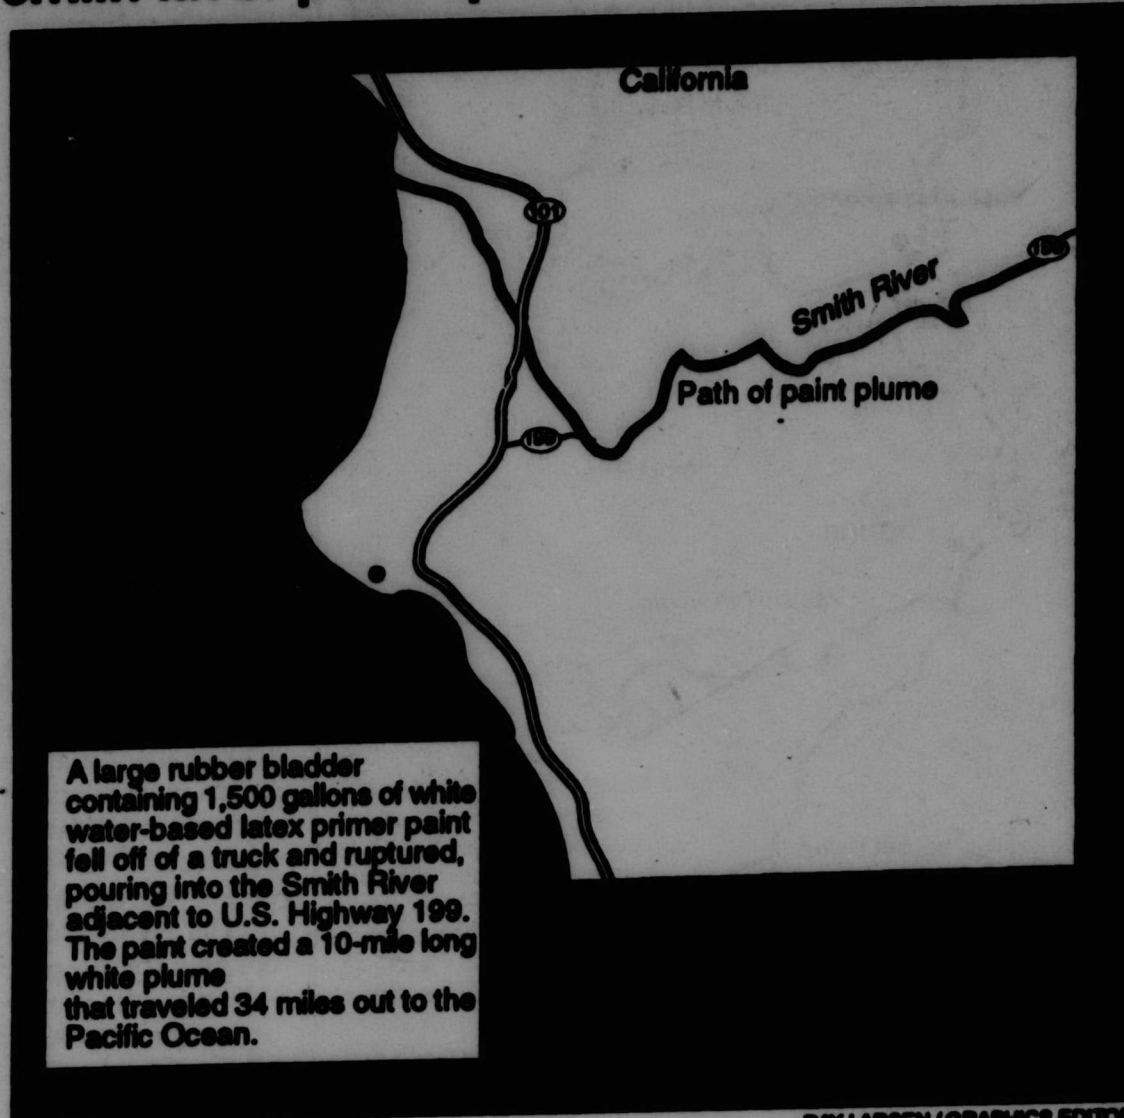 California
101
199
Smith River
Path of paint plume
199
A large rubber bladder
containing 1,500 gallons of white
water-based latex primer paint
fell off of a truck and ruptured,
pouring into the Smith River
adjacent to U.S. Highway 199.
The paint created a 10-mile long
white plume
that traveled 34 miles out to the
Pacific Ocean.